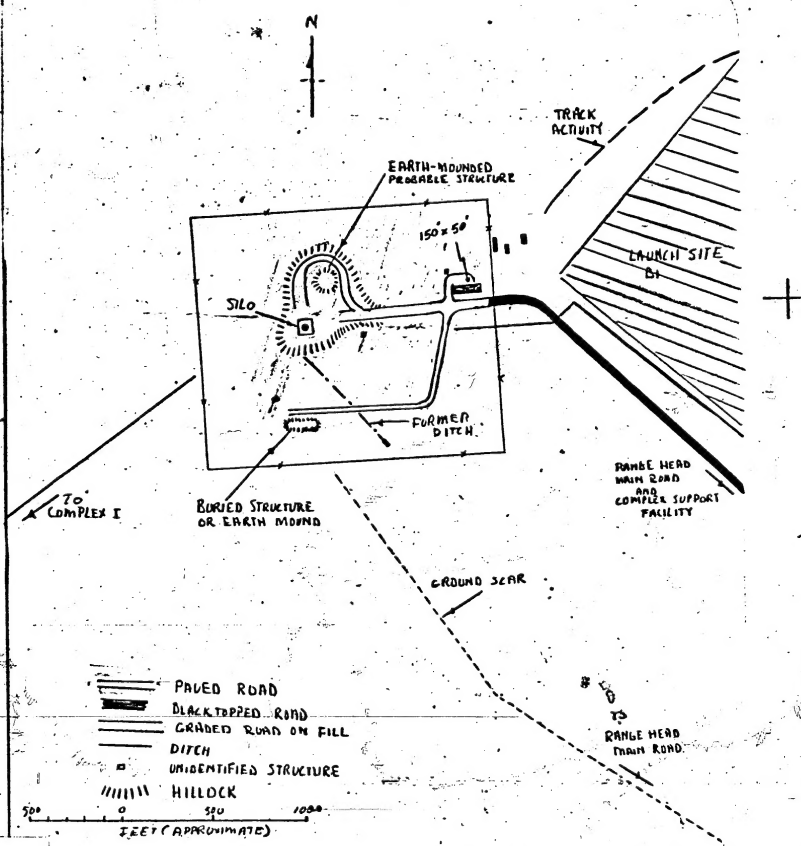 N
TRACK
ACTIVITY
EARTH-MOUNDED
PROBABLE STRUCTURE
150' x 50'
LAUNCH SITE
B1
SILO
FORMER
DITCH
RANGE HEAD
MAIN ROAD
AND
COMPLEX SUPPORT
FACILITY
TO
COMPLEX I
BURIED STRUCTURE
OR EARTH MOUND
GROUND SCAR
TO
RANGE HEAD
MAIN ROAD
PAVED ROAD
BLACKTOPPED ROAD
GRADED ROAD ON FILL
DITCH
UNIDENTIFIED STRUCTURE
HILLOCK
500 0 500 1000
FEET (APPROXIMATE)